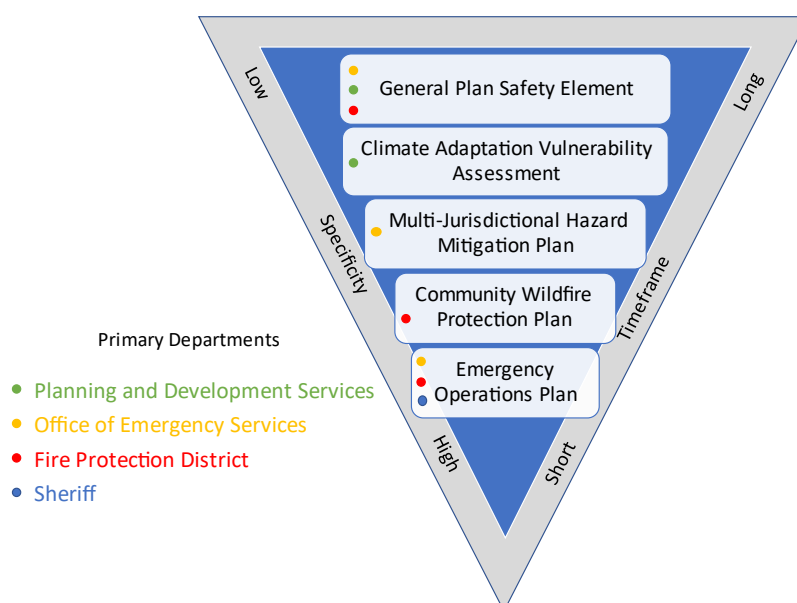 Low
Long
General Plan Safety Element
Climate Adaptation Vulnerability
Assessment
Specificity
Multi-Jurisdictional Hazard
Mitigation Plan
Timeframe
Community Wildfire
Protection Plan
Primary Departments
Emergency
Operations Plan
Planning and Development Services
Office of Emergency Services
High
Short
Fire Protection District
Sheriff